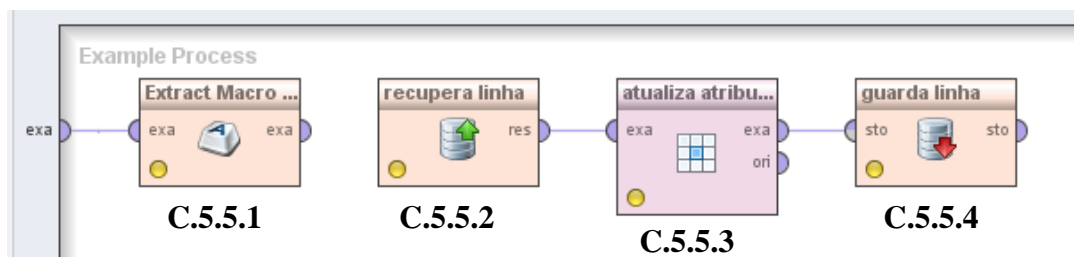 Example Process
Extract Macro ...
recupera linha
atualiza atribu...
guarda linha
exa
exa
exa
res
exa
exa
sto
sto
ori
C.5.5.1
C.5.5.2
C.5.5.3
C.5.5.4